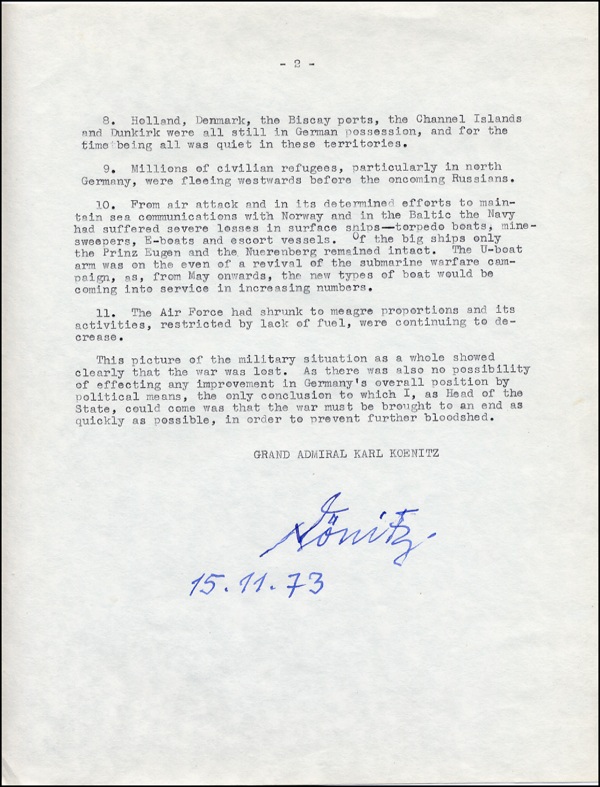 - 2 -
8. Holland, Denmark, the Biscay ports, the Channel Islands
and Dunkirk were all still in German possession, and for the
time being all was quiet in these territories.
9. Millions of civilian refugees, particularly in north
Germany, were fleeing westwards before the oncoming Russians.
10. From air attack and in its determined efforts to main-
tain sea communications with Norway and in the Baltic the Navy
had suffered severe losses in surface snips—torpedo boats, mine-
sweepers, E-boats and escort vessels. Of the big ships only
the Prinz Eugen and the Nuerenberg remained intact. The U-boat
arm was on the even of a revival of the submarine warfare cam-
paign, as, from May onwards, the new types of boat would be
coming into service in increasing numbers.
11. The Air Force had shrunk to meagre proportions and its
activities, restricted by lack of fuel, were continuing to de-
crease.
This picture of the military situation as a whole showed
clearly that the war was lost. As there was also no possibility
of effecting any improvement in Germany's overall position by
political means, the only conclusion to which I, as Head of the
State, could come was that the war must be brought to an end as
quickly as possible, in order to prevent further bloodshed.
GRAND ADMIRAL KARL KOENITZ
Dönitz.
15.11.73